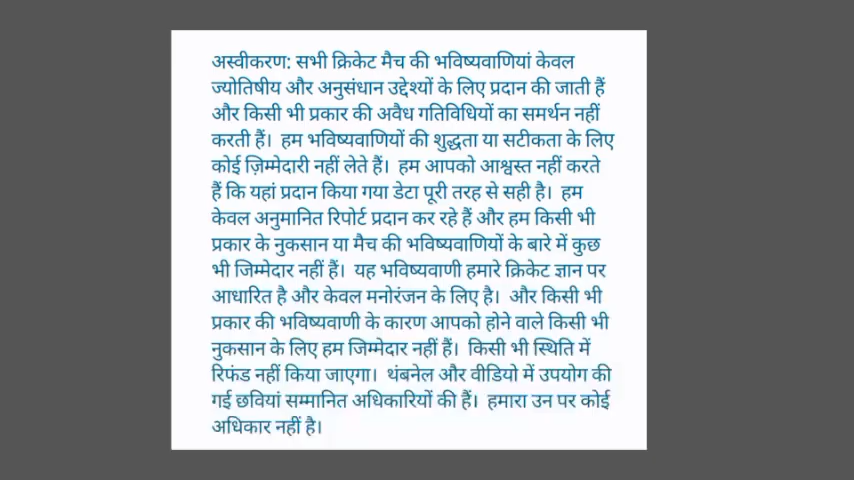 अस्वीकरण: सभी क्रिकेट मैच की भविष्यवाणियां केवल
ज्योतिषीय और अनुसंधान उद्देश्यों के लिए प्रदान की जाती हैं
और किसी भी प्रकार की अवैध गतिविधियों का समर्थन नहीं
करती हैं। हम भविष्यवाणियों की शुद्धता या सटीकता के लिए
कोई ज़िम्मेदारी नहीं लेते हैं। हम आपको आश्वस्त नहीं करते
हैं कि यहां प्रदान किया गया डेटा पूरी तरह से सही है। हम
केवल अनुमानित रिपोर्ट प्रदान कर रहे हैं और हम किसी भी
प्रकार के नुकसान या मैच की भविष्यवाणियों के बारे में कुछ
भी जिम्मेदार नहीं हैं। यह भविष्यवाणी हमारे क्रिकेट ज्ञान पर
आधारित है और केवल मनोरंजन के लिए है। और किसी भी
प्रकार की भविष्यवाणी के कारण आपको होने वाले किसी भी
नुकसान के लिए हम जिम्मेदार नहीं हैं। किसी भी स्थिति में
रिफंड नहीं किया जाएगा। थंबनेल और वीडियो में उपयोग की
गई छवियां सम्मानित अधिकारियों की हैं। हमारा उन पर कोई
अधिकार नहीं है।